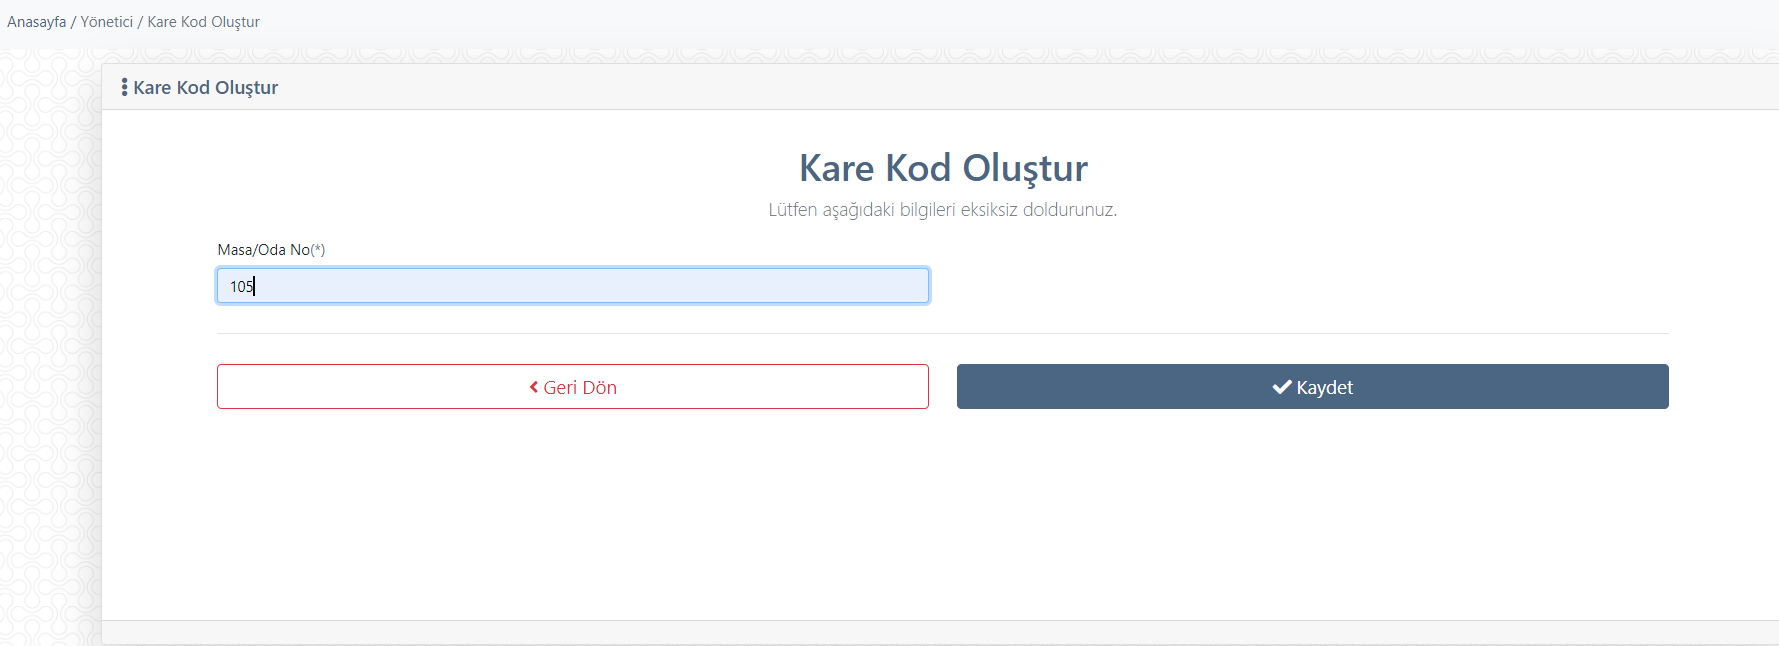 Anasayfa / Yönetici / Kare Kod Oluştur
Kare Kod Oluştur
Kare Kod Oluştur
Lütfen aşağıdaki bilgileri eksiksiz doldurunuz.
Masa/Oda No(*)
105
Geri Dön
Kaydet